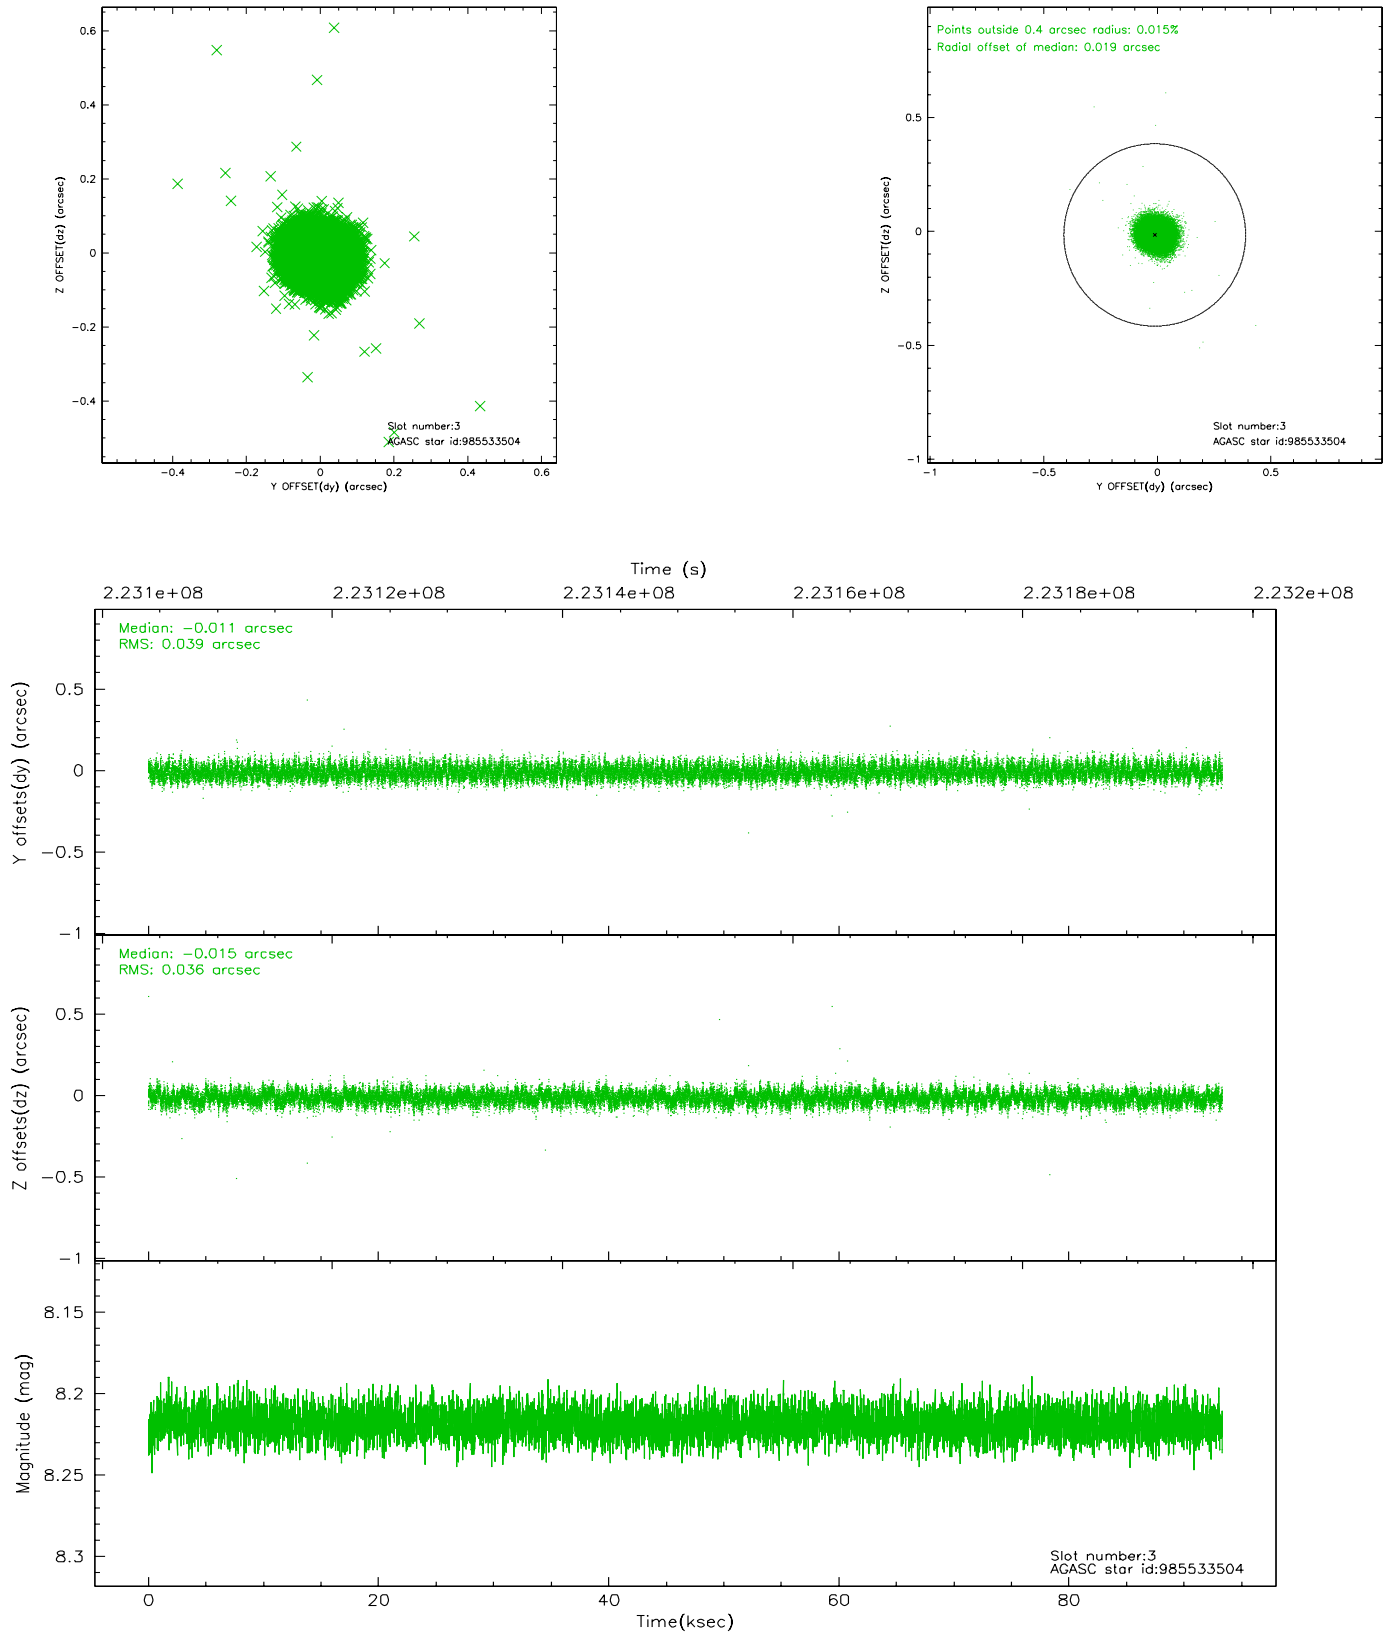 0.6
0.4
0.2
0
−0.2
−0.4
Z OFFSET(dz) (arcsec)
Slot number:3
AGASC star id:985533504
−0.4 −0.2 0 0.2 0.4 0.6
Y OFFSET(dy) (arcsec)
Points outside 0.4 arcsec radius: 0.015%
Radial offset of median: 0.019 arcsec
0.5
0
−0.5
−1
Z OFFSET(dz) (arcsec)
Slot number:3
AGASC star id:985533504
−1 −0.5 0 0.5
Y OFFSET(dy) (arcsec)
Time (s)
2.231e+08 2.2312e+08 2.2314e+08 2.2316e+08 2.2318e+08 2.232e+08
Median: −0.011 arcsec
RMS: 0.039 arcsec
0.5
0
−0.5
−1
Y offsets(dy) (arcsec)
Median: −0.015 arcsec
RMS: 0.036 arcsec
0.5
0
−0.5
−1
Z offsets(dz) (arcsec)
8.15
8.2
8.25
8.3
Magnitude (mag)
Slot number:3
AGASC star id:985533504
0 20 40 60 80
Time(ksec)